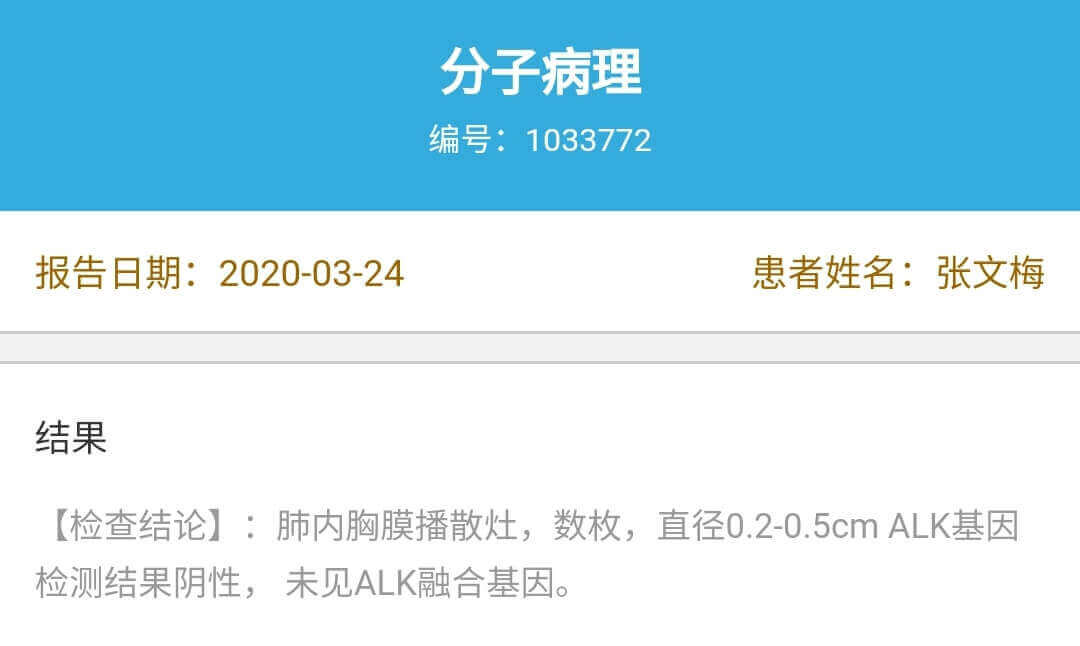 分子病理
编号：1033772
报告日期：2020-03-24
患者姓名：张文梅
结果
【检查结论】：肺内胸膜播散灶，数枚，直径0.2-0.5cm ALK基因
检测结果阴性， 未见ALK融合基因。